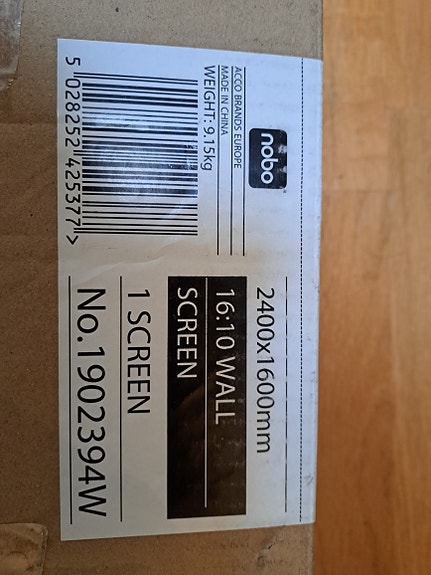 nobo
ACCO BRANDS EUROPE
MADE IN CHINA
WEIGHT: 9.15kg
5 028252 425377 >
2400x1600mm
16:10 WALL
SCREEN
1 SCREEN
No.1902394W